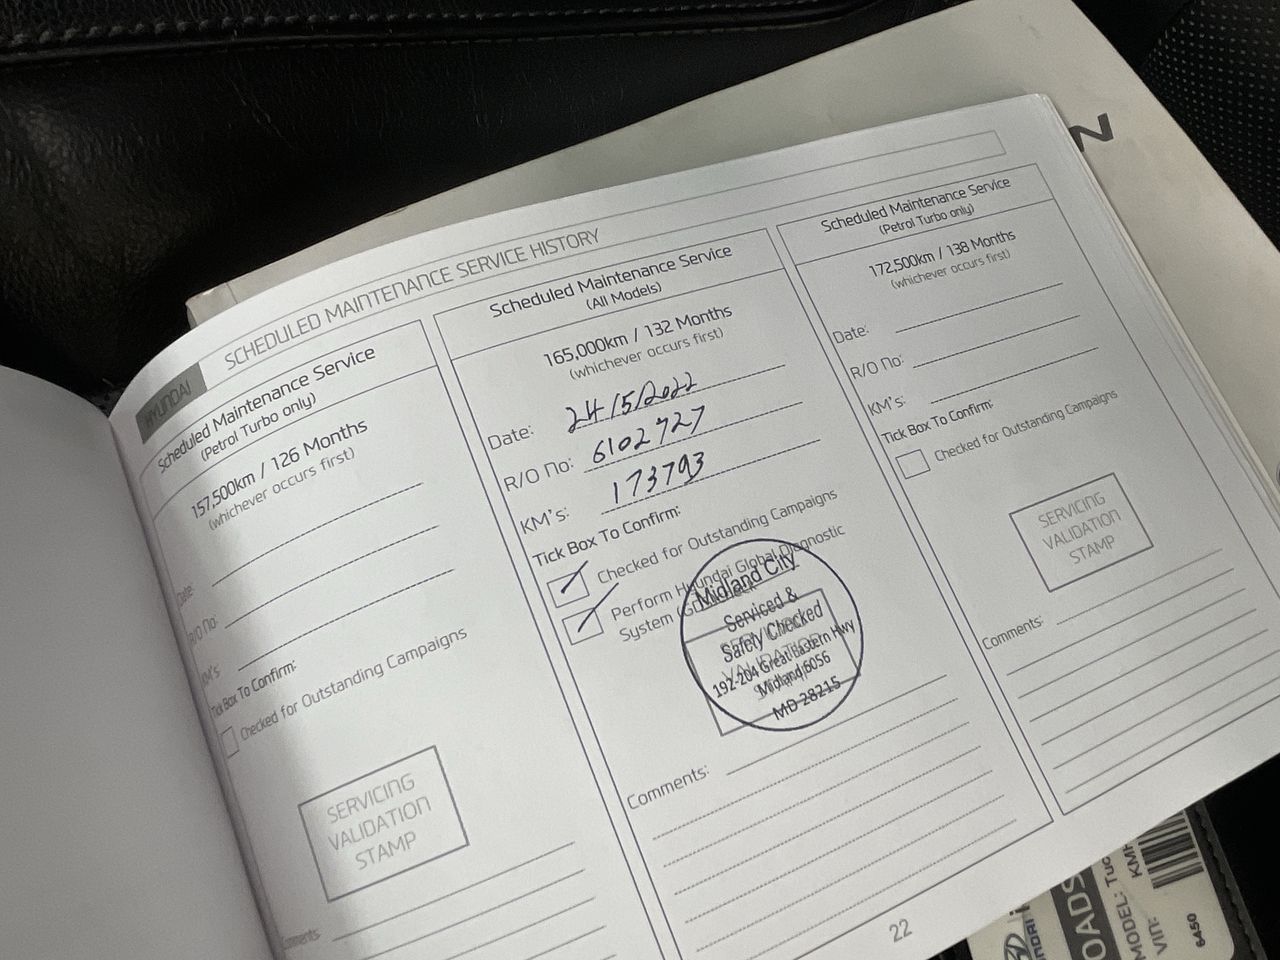 HYUNDAI
SCHEDULED MAINTENANCE SERVICE HISTORY
Scheduled Maintenance Service
(Petrol Turbo only)
157,500km / 126 Months
(whichever occurs first)
Date:
R/O No:
KM's:
Tick Box To Confirm:
Checked for Outstanding Campaigns
SERVICING
VALIDATION
STAMP
Comments:
Scheduled Maintenance Service
(All Models)
165,000km / 132 Months
(whichever occurs first)
Date: 24/5/2022
R/O No: 6102727
KM's: 173793
Tick Box To Confirm:
Checked for Outstanding Campaigns
Perform Hyundai Global Diagnostic
System
Midland City
Serviced &
Safety Checked
192-204 Great Eastern Hwy
Midland 6056
MD 28215
Comments:
Scheduled Maintenance Service
(Petrol Turbo only)
172,500km / 138 Months
(whichever occurs first)
Date:
R/O No:
KM's:
Tick Box To Confirm:
Checked for Outstanding Campaigns
SERVICING
VALIDATION
STAMP
Comments:
22
MODEL: Tuc
VIN: KMH
6450